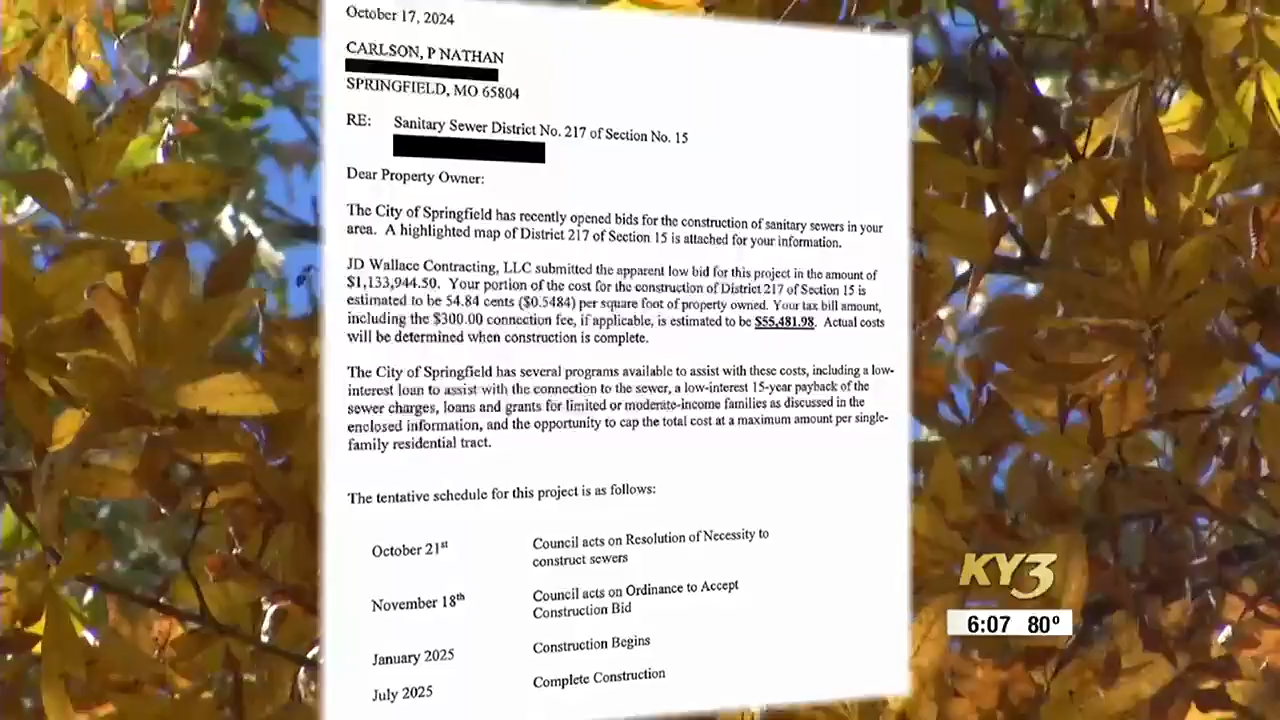 October 17, 2024
CARLSON, P NATHAN
SPRINGFIELD, MO 65804
RE: Sanitary Sewer District No. 217 of Section No. 15
Dear Property Owner:
The City of Springfield has recently opened bids for the construction of sanitary sewers in your
area. A highlighted map of District 217 of Section 15 is attached for your information.
JD Wallace Contracting, LLC submitted the apparent low bid for this project in the amount of
$1,133,944.50. Your portion of the cost for the construction of District 217 of Section 15 is
estimated to be 54.84 cents ($0.5484) per square foot of property owned. Your tax bill amount,
including the $300.00 connection fee, if applicable, is estimated to be $55,481.98. Actual costs
will be determined when construction is complete.
The City of Springfield has several programs available to assist with these costs, including a low-
interest loan to assist with the connection to the sewer, a low-interest 15-year payback of the
sewer charges, loans and grants for limited or moderate-income families as discussed in the
enclosed information, and the opportunity to cap the total cost at a maximum amount per single-
family residential tract.
The tentative schedule for this project is as follows:
October 21st Council acts on Resolution of Necessity to
construct sewers
November 18th Council acts on Ordinance to Accept
Construction Bid
January 2025 Construction Begins
July 2025 Complete Construction
KY3
6:07 80°